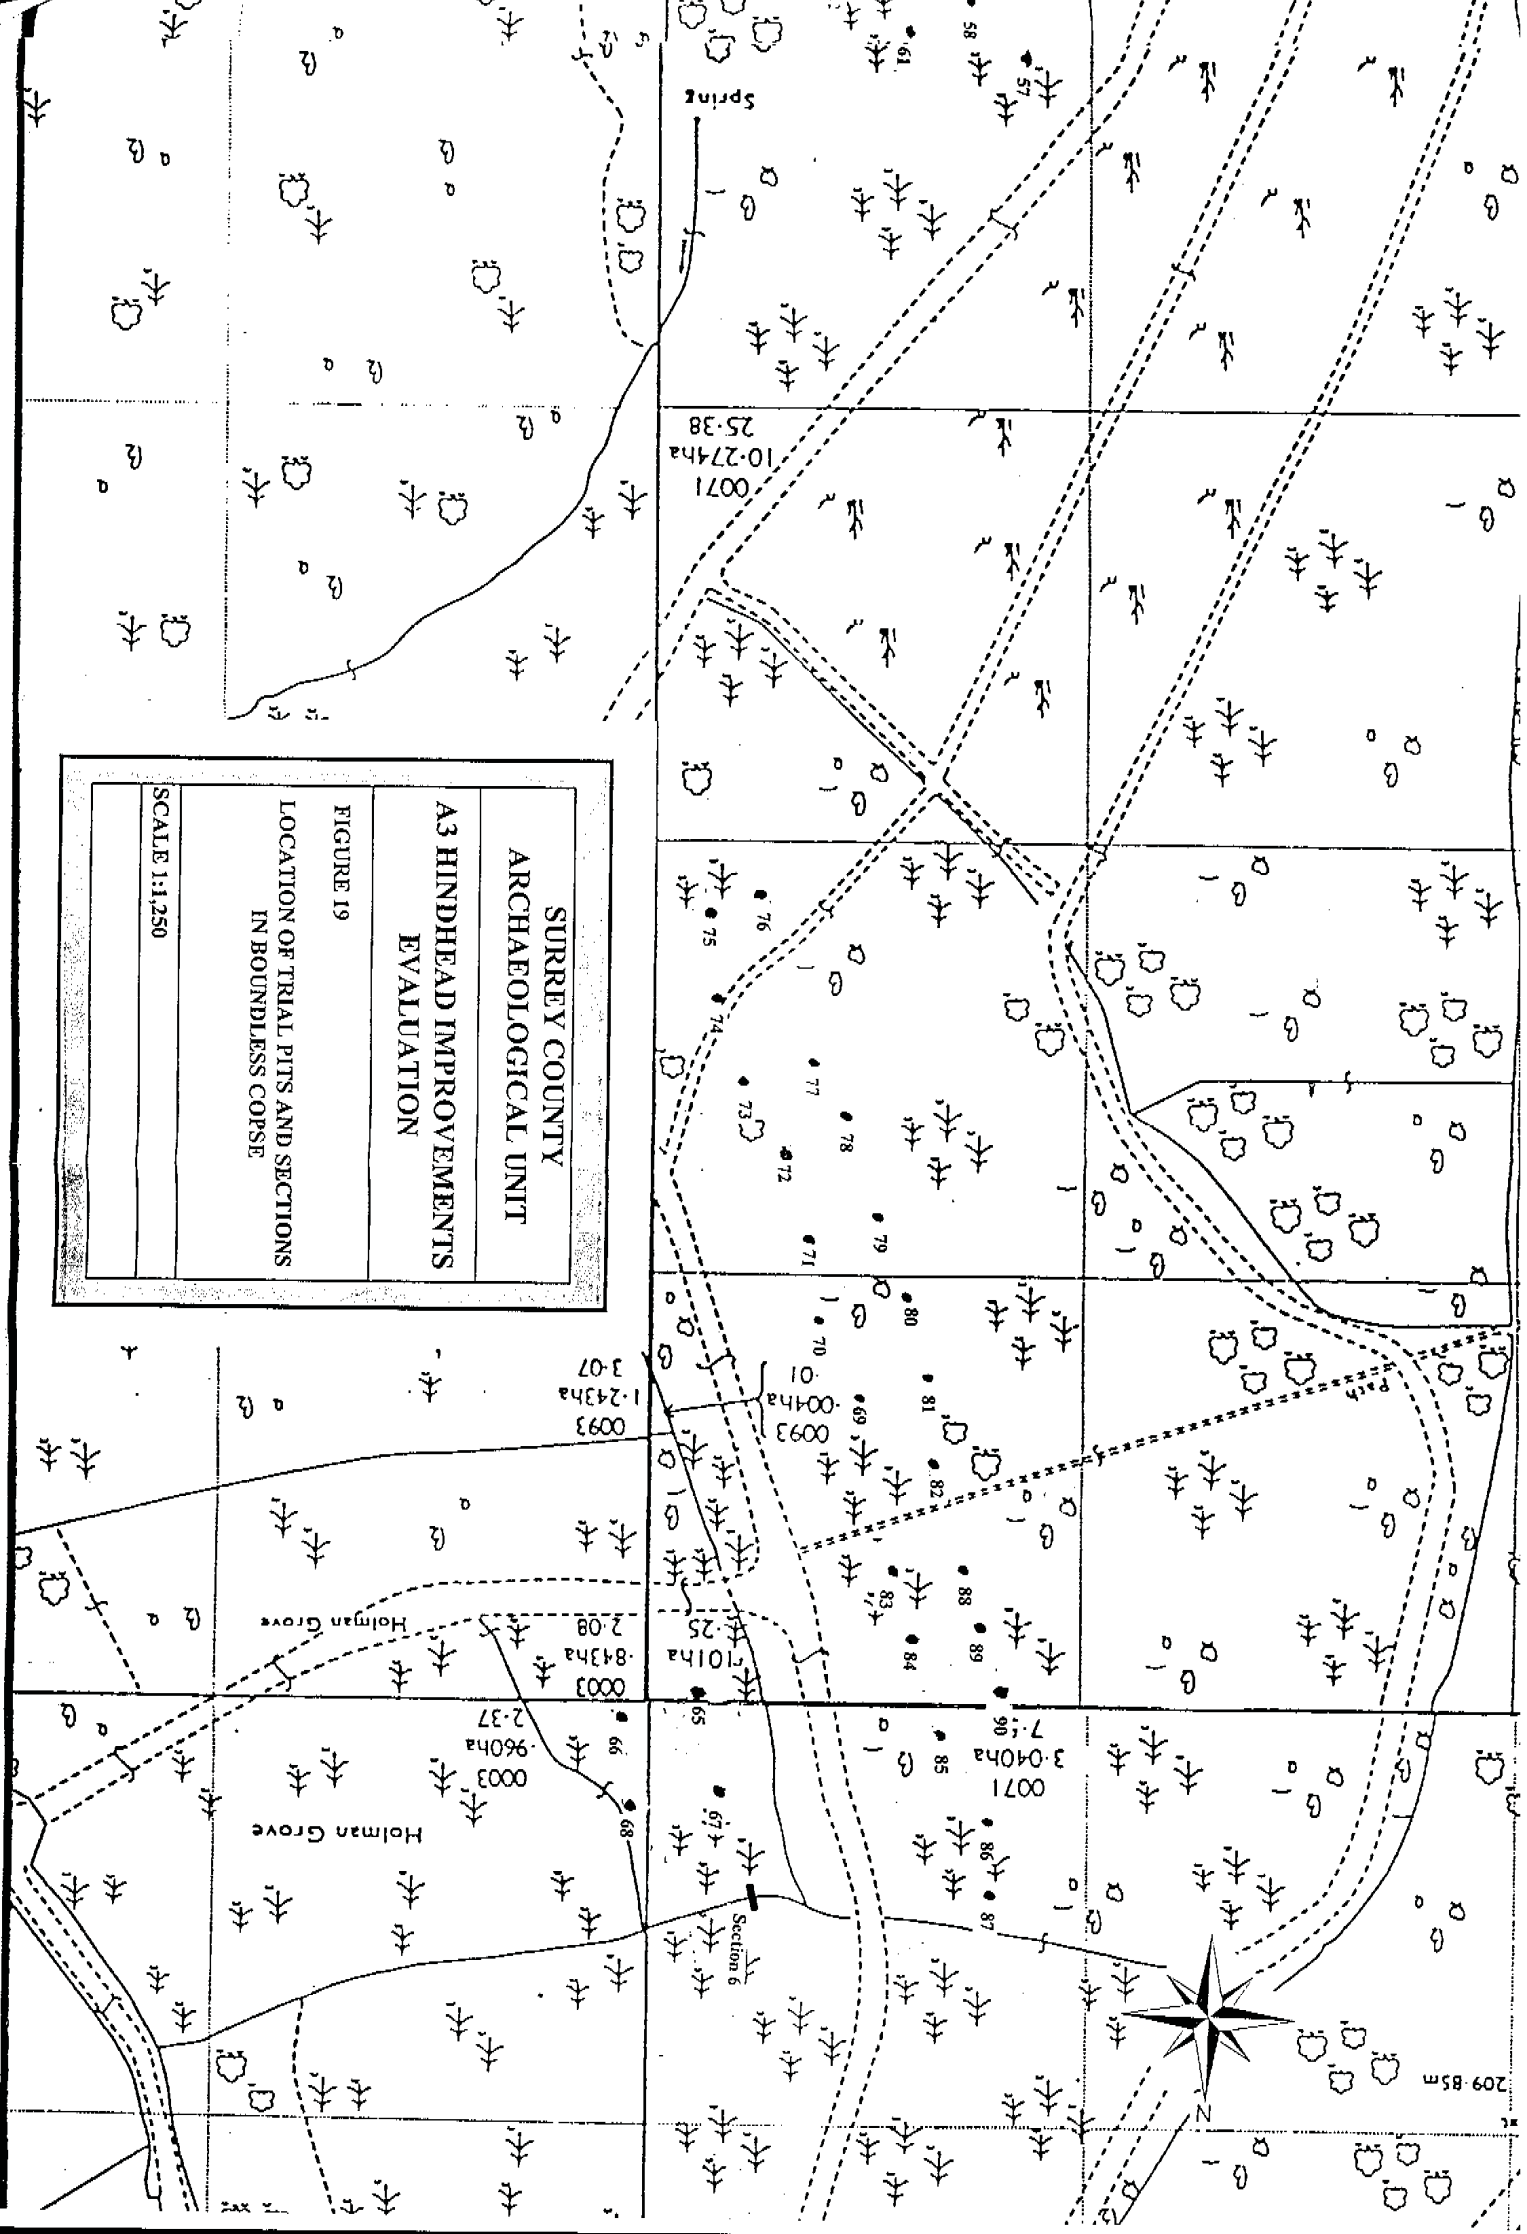 SURREY COUNTY
ARCHAEOLOGICAL UNIT
A3 HINDHEAD IMPROVEMENTS
EVALUATION
FIGURE 19
LOCATION OF TRIAL PITS AND SECTIONS
IN BOUNDLESS COPSE
SCALE 1:1,250
58
61
57
Spring
0071
10·274ha
25·38
76
75
74
77
73
78
72
79
71
80
70
81
69
82
Path
0093
·004ha
·01
0093
1·243ha
3·07
83
88
89
84
Holman Grove
0003
·843ha
2·08
·101ha
·25
65
66
90
85
0071
3·040ha
0003
·960ha
2·37
67
68
86
87
Holman Grove
Section 6
209·85m
N